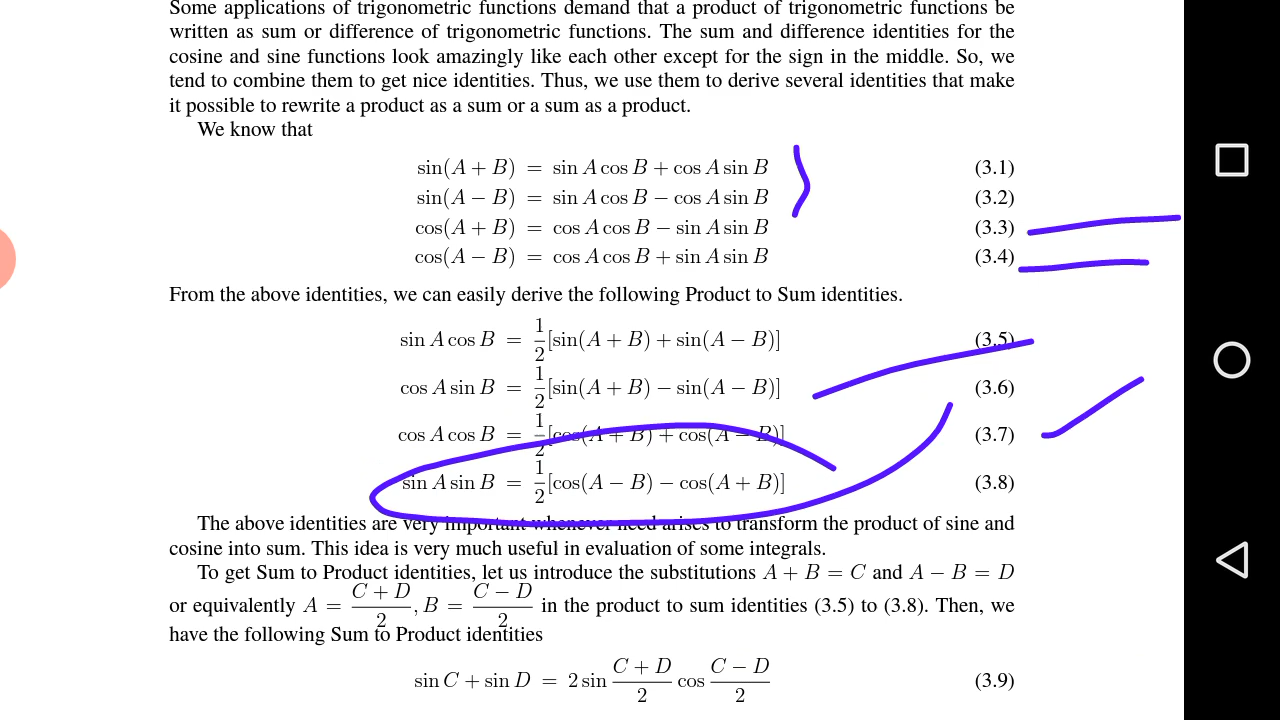 Some applications of trigonometric functions demand that a product of trigonometric functions be
written as sum or difference of trigonometric functions. The sum and difference identities for the
cosine and sine functions look amazingly like each other except for the sign in the middle. So, we
tend to combine them to get nice identities. Thus, we use them to derive several identities that make
it possible to rewrite a product as a sum or a sum as a product.
We know that
sin(A + B) = sin A cos B + cos A sin B (3.1)
sin(A − B) = sin A cos B − cos A sin B (3.2)
cos(A + B) = cos A cos B − sin A sin B (3.3)
cos(A − B) = cos A cos B + sin A sin B (3.4)
From the above identities, we can easily derive the following Product to Sum identities.
sin A cos B = 1/2[sin(A + B) + sin(A − B)] (3.5)
cos A sin B = 1/2[sin(A + B) − sin(A − B)] (3.6)
cos A cos B = 1/2[cos(A + B) + cos(A − B)] (3.7)
sin A sin B = 1/2[cos(A − B) − cos(A + B)] (3.8)
The above identities are very important whenever need arises to transform the product of sine and
cosine into sum. This idea is very much useful in evaluation of some integrals.
To get Sum to Product identities, let us introduce the substitutions A + B = C and A − B = D
or equivalently A = (C + D)/2, B = (C − D)/2 in the product to sum identities (3.5) to (3.8). Then, we
have the following Sum to Product identities
sin C + sin D = 2 sin (C + D)/2 cos (C − D)/2 (3.9)